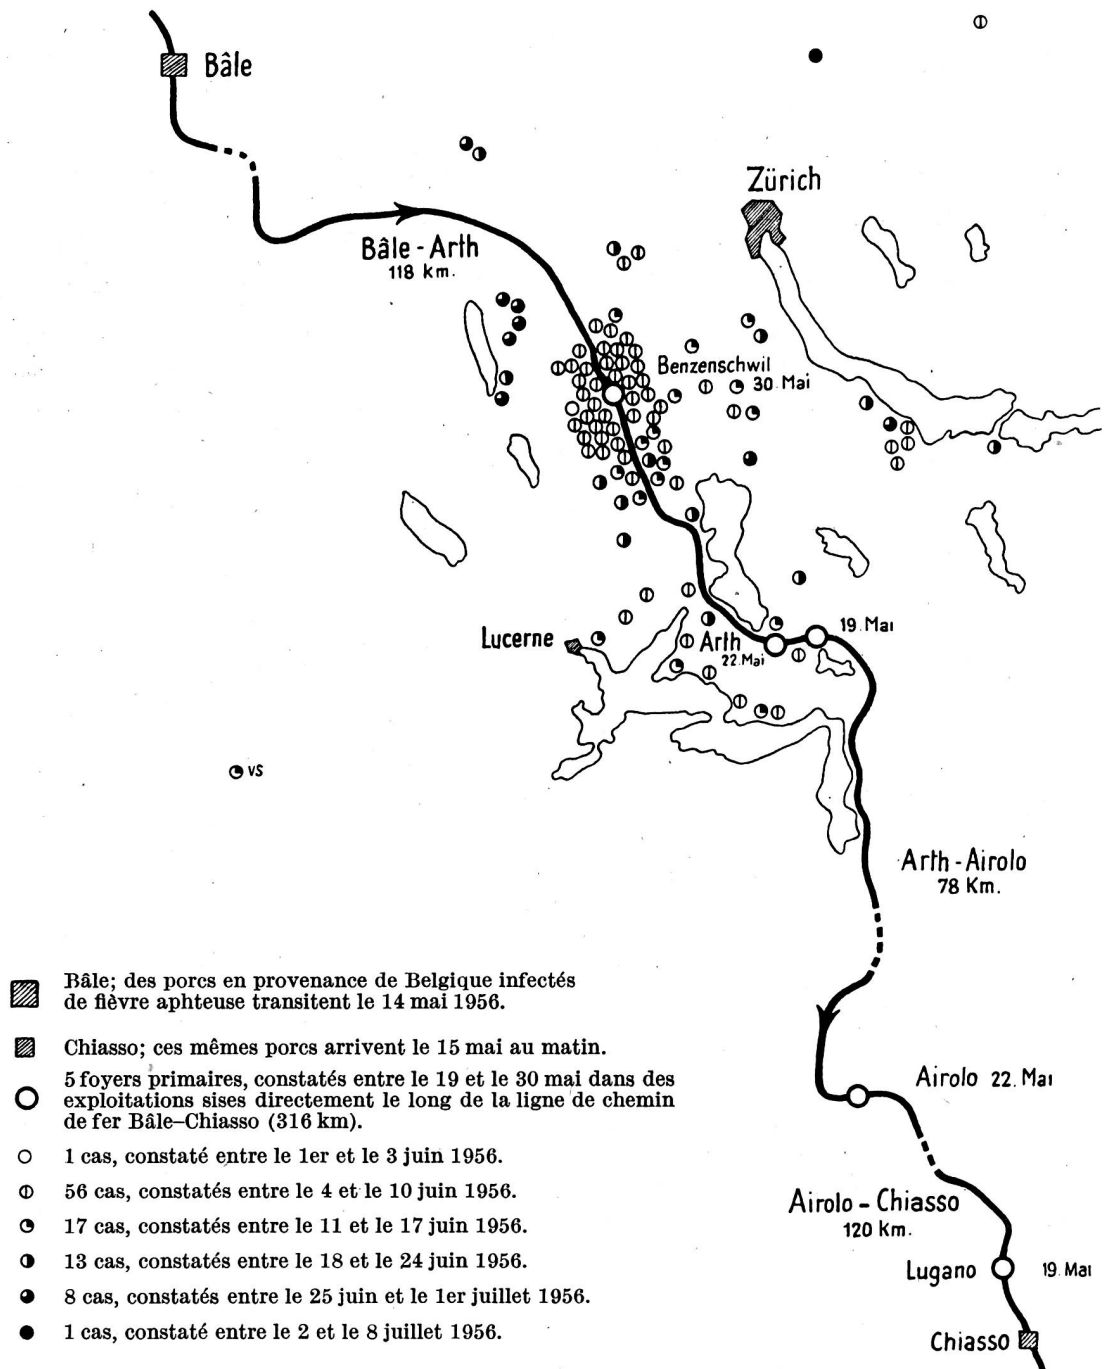 Bâle
Zürich
Bâle - Arth
118 km.
Benzenschwil
30. Mai
19. Mai
Lucerne
Arth
22. Mai
VS
Arth - Airolo
78 Km.
Bâle; des porcs en provenance de Belgique infectés
de fièvre aphteuse transitent le 14 mai 1956.
Chiasso; ces mêmes porcs arrivent le 15 mai au matin.
5 foyers primaires, constatés entre le 19 et le 30 mai dans des
exploitations sises directement le long de la ligne de chemin
de fer Bâle–Chiasso (316 km).
1 cas, constaté entre le 1er et le 3 juin 1956.
56 cas, constatés entre le 4 et le 10 juin 1956.
17 cas, constatés entre le 11 et le 17 juin 1956.
13 cas, constatés entre le 18 et le 24 juin 1956.
8 cas, constatés entre le 25 juin et le 1er juillet 1956.
1 cas, constaté entre le 2 et le 8 juillet 1956.
Airolo 22. Mai
Airolo - Chiasso
120 Km.
Lugano 19. Mai
Chiasso